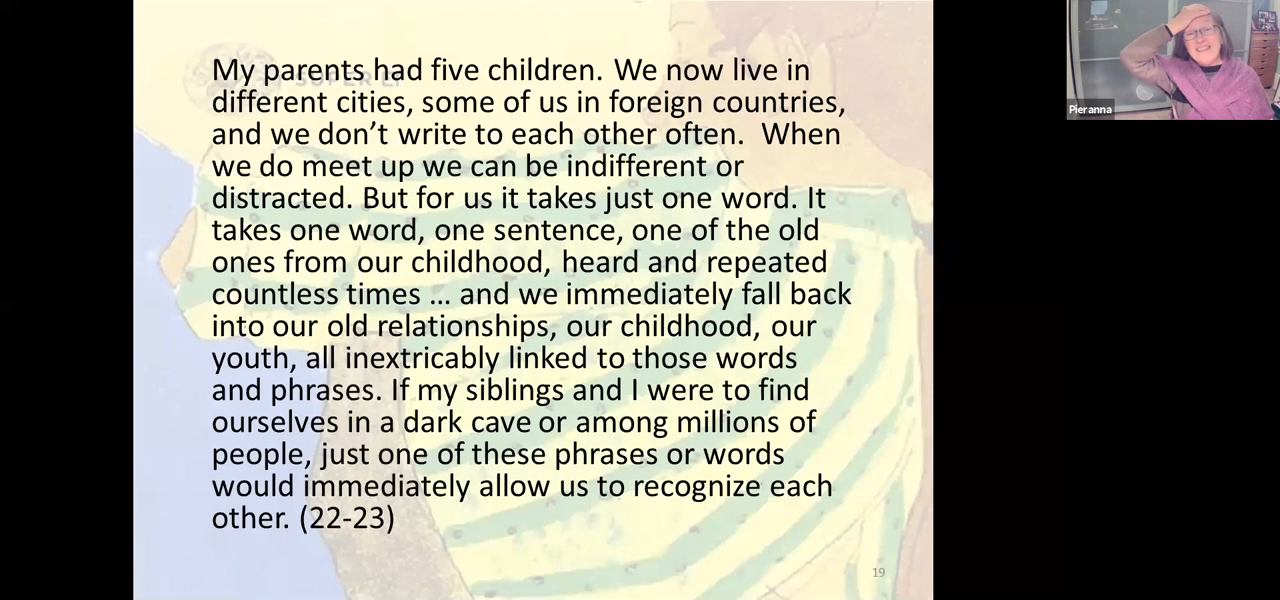 My parents had five children. We now live in
different cities, some of us in foreign countries,
and we don’t write to each other often. When
we do meet up we can be indifferent or
distracted. But for us it takes just one word. It
takes one word, one sentence, one of the old
ones from our childhood, heard and repeated
countless times ... and we immediately fall back
into our old relationships, our childhood, our
youth, all inextricably linked to those words
and phrases. If my siblings and I were to find
ourselves in a dark cave or among millions of
people, just one of these phrases or words
would immediately allow us to recognize each
other. (22-23)
19
Pieranna